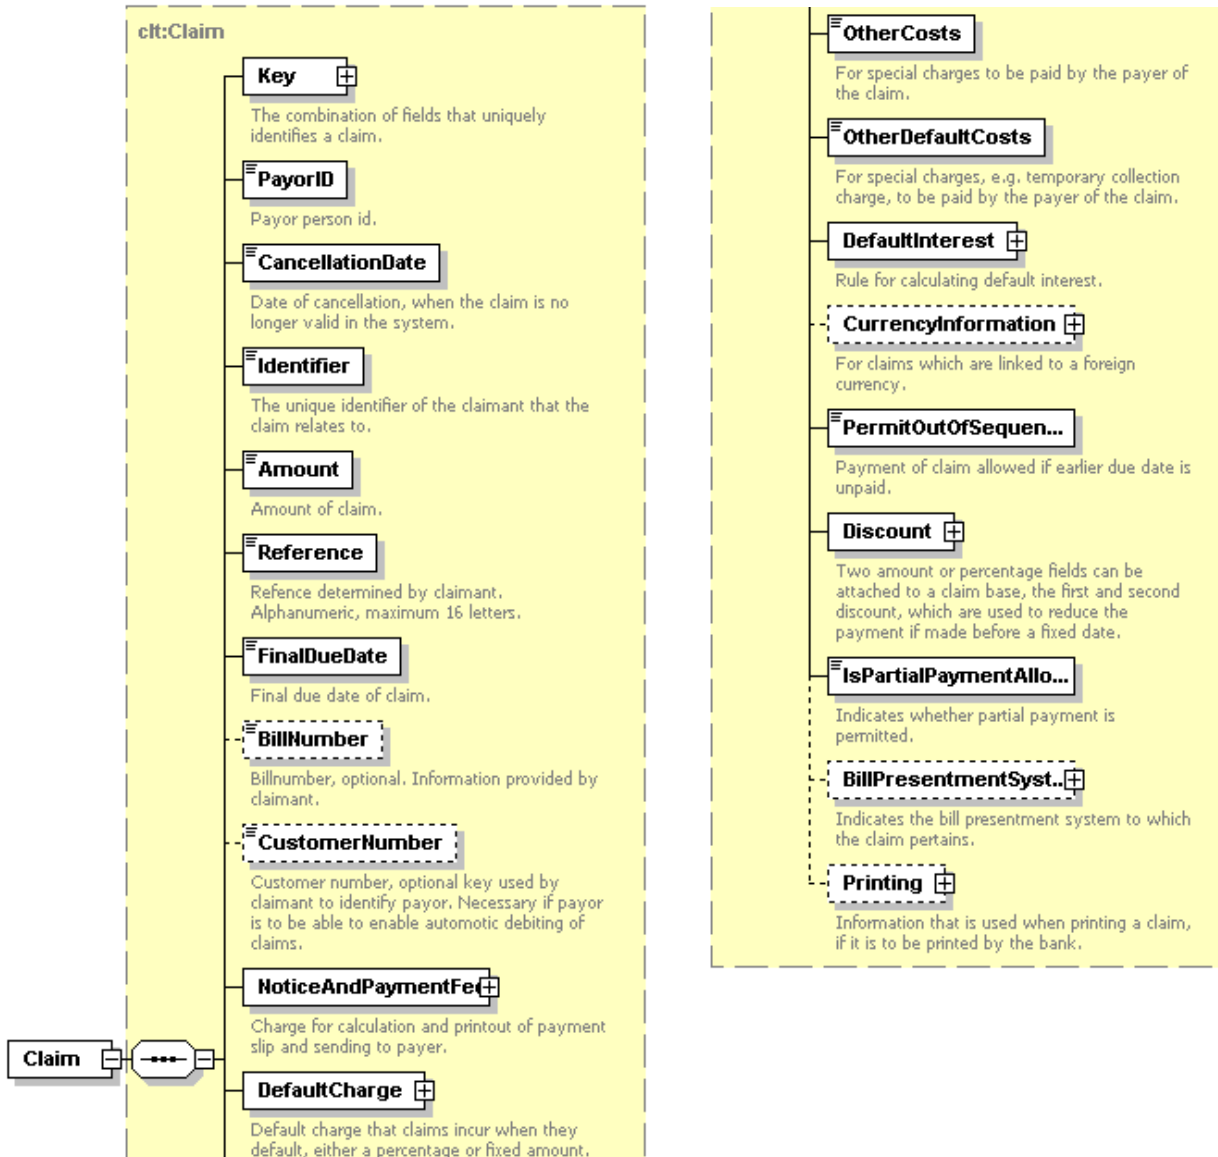 clt:Claim
Key
The combination of fields that uniquely
identifies a claim.
PayorID
Payor person id.
CancellationDate
Date of cancellation, when the claim is no
longer valid in the system.
Identifier
The unique identifier of the claimant that the
claim relates to.
Amount
Amount of claim.
Reference
Refence determined by claimant.
Alphanumeric, maximum 16 letters.
FinalDueDate
Final due date of claim.
BillNumber
Billnumber, optional. Information provided by
claimant.
CustomerNumber
Customer number, optional key used by
claimant to identify payor. Necessary if payor
is to be able to enable automotic debiting of
claims.
NoticeAndPaymentFee
Charge for calculation and printout of payment
slip and sending to payer.
Claim
DefaultCharge
Default charge that claims incur when they
default, either a percentage or fixed amount.
OtherCosts
For special charges to be paid by the payer of
the claim.
OtherDefaultCosts
For special charges, e.g. temporary collection
charge, to be paid by the payer of the claim.
DefaultInterest
Rule for calculating default interest.
CurrencyInformation
For claims which are linked to a foreign
currency.
PermitOutOfSequen...
Payment of claim allowed if earlier due date is
unpaid.
Discount
Two amount or percentage fields can be
attached to a claim base, the first and second
discount, which are used to reduce the
payment if made before a fixed date.
IsPartialPaymentAllo...
Indicates whether partial payment is
permitted.
BillPresentmentSyst..
Indicates the bill presentment system to which
the claim pertains.
Printing
Information that is used when printing a claim,
if it is to be printed by the bank.